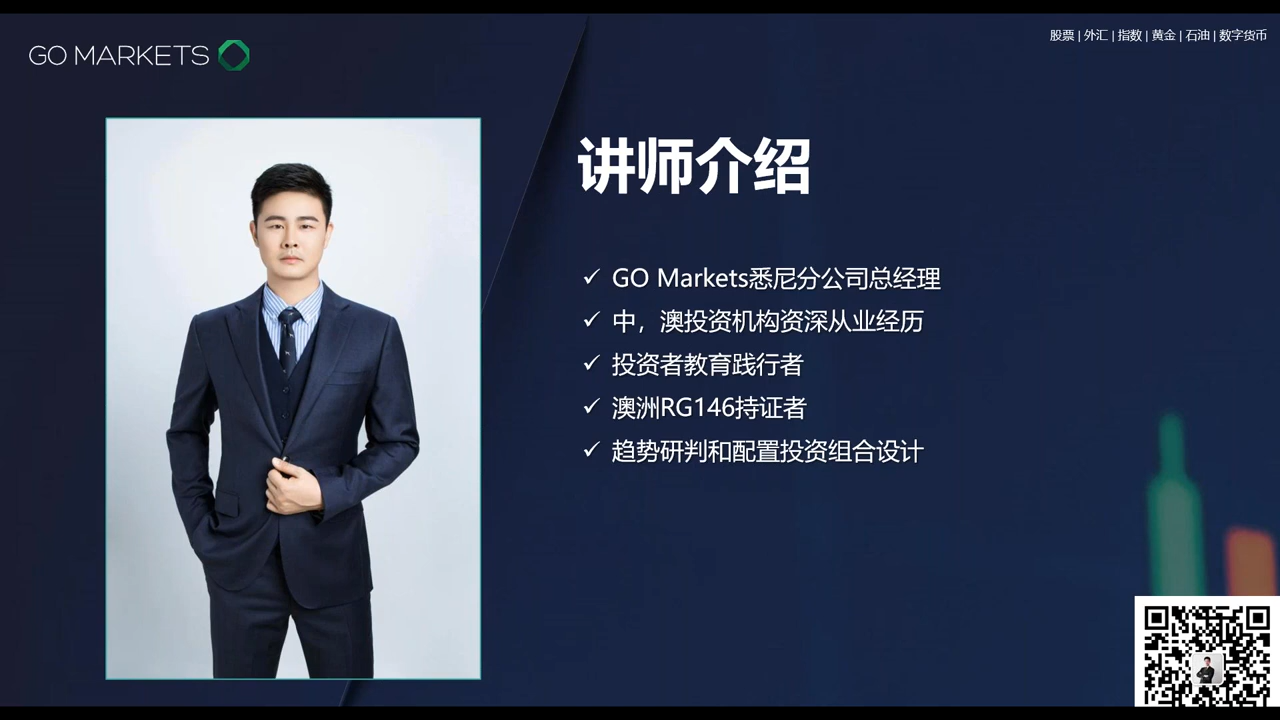 GO MARKETS
股票 | 外汇 | 指数 | 黄金 | 石油 | 数字货币
讲师介绍
✓ GO Markets悉尼分公司总经理
✓ 中，澳投资机构资深从业经历
✓ 投资者教育践行者
✓ 澳洲RG146持证者
✓ 趋势研判和配置投资组合设计